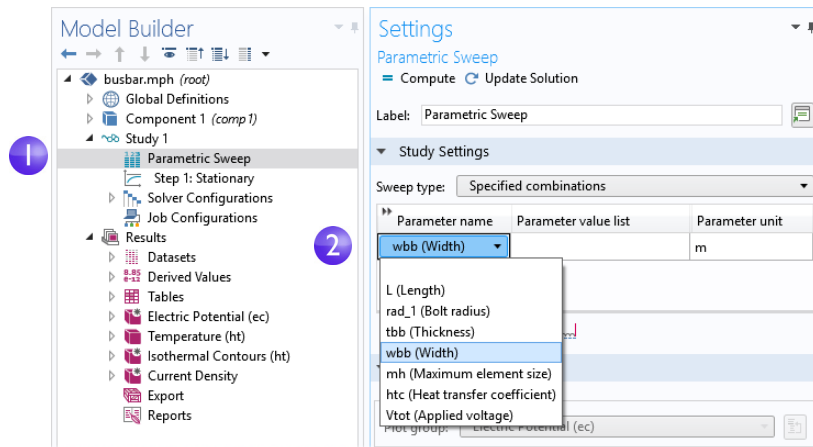 Model Builder
busbar.mph (root)
Global Definitions
Component 1 (comp1)
Study 1
1
Parametric Sweep
Step 1: Stationary
Solver Configurations
Job Configurations
Results
Datasets
8.85
e-12
Derived Values
Tables
Electric Potential (ec)
Temperature (ht)
Isothermal Contours (ht)
Current Density
Export
Reports
Settings
Parametric Sweep
= Compute Update Solution
Label: Parametric Sweep
Study Settings
Sweep type: Specified combinations
Parameter name Parameter value list Parameter unit
2
wbb (Width) m
L (Length)
rad_1 (Bolt radius)
tbb (Thickness)
wbb (Width)
mh (Maximum element size)
htc (Heat transfer coefficient)
Vtot (Applied voltage)
Plot group: Electric Potential (ec)